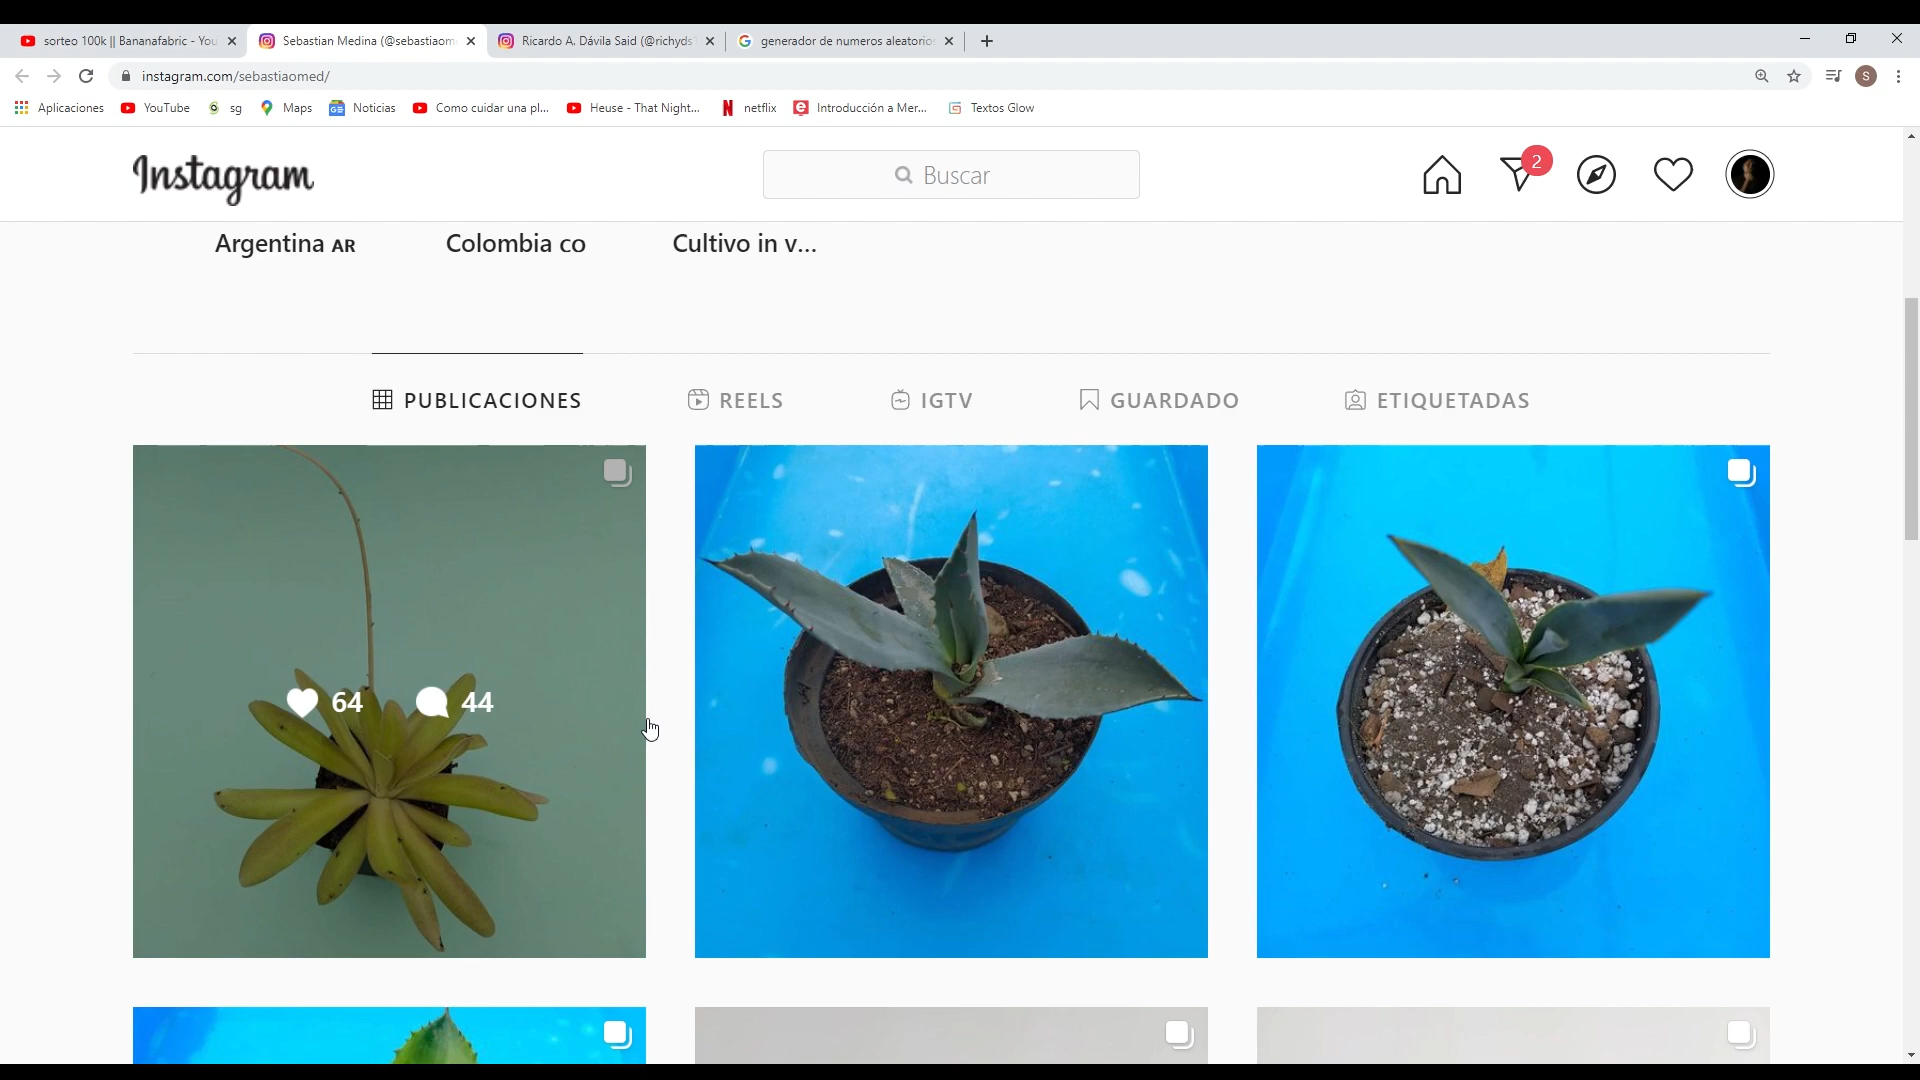 sorteo 100k || Bananafabric - You
Sebastian Medina (@sebastiaom
Ricardo A. Dávila Said (@richyds
generador de numeros aleatorio
instagram.com/sebastiaomed/
S
Aplicaciones
YouTube
sg
Maps
Noticias
Como cuidar una pl...
Heuse - That Night...
netflix
Introducción a Mer...
Textos Glow
Instagram
Buscar
2
Argentina AR
Colombia CO
Cultivo in v...
PUBLICACIONES
REELS
IGTV
GUARDADO
ETIQUETADAS
64
44